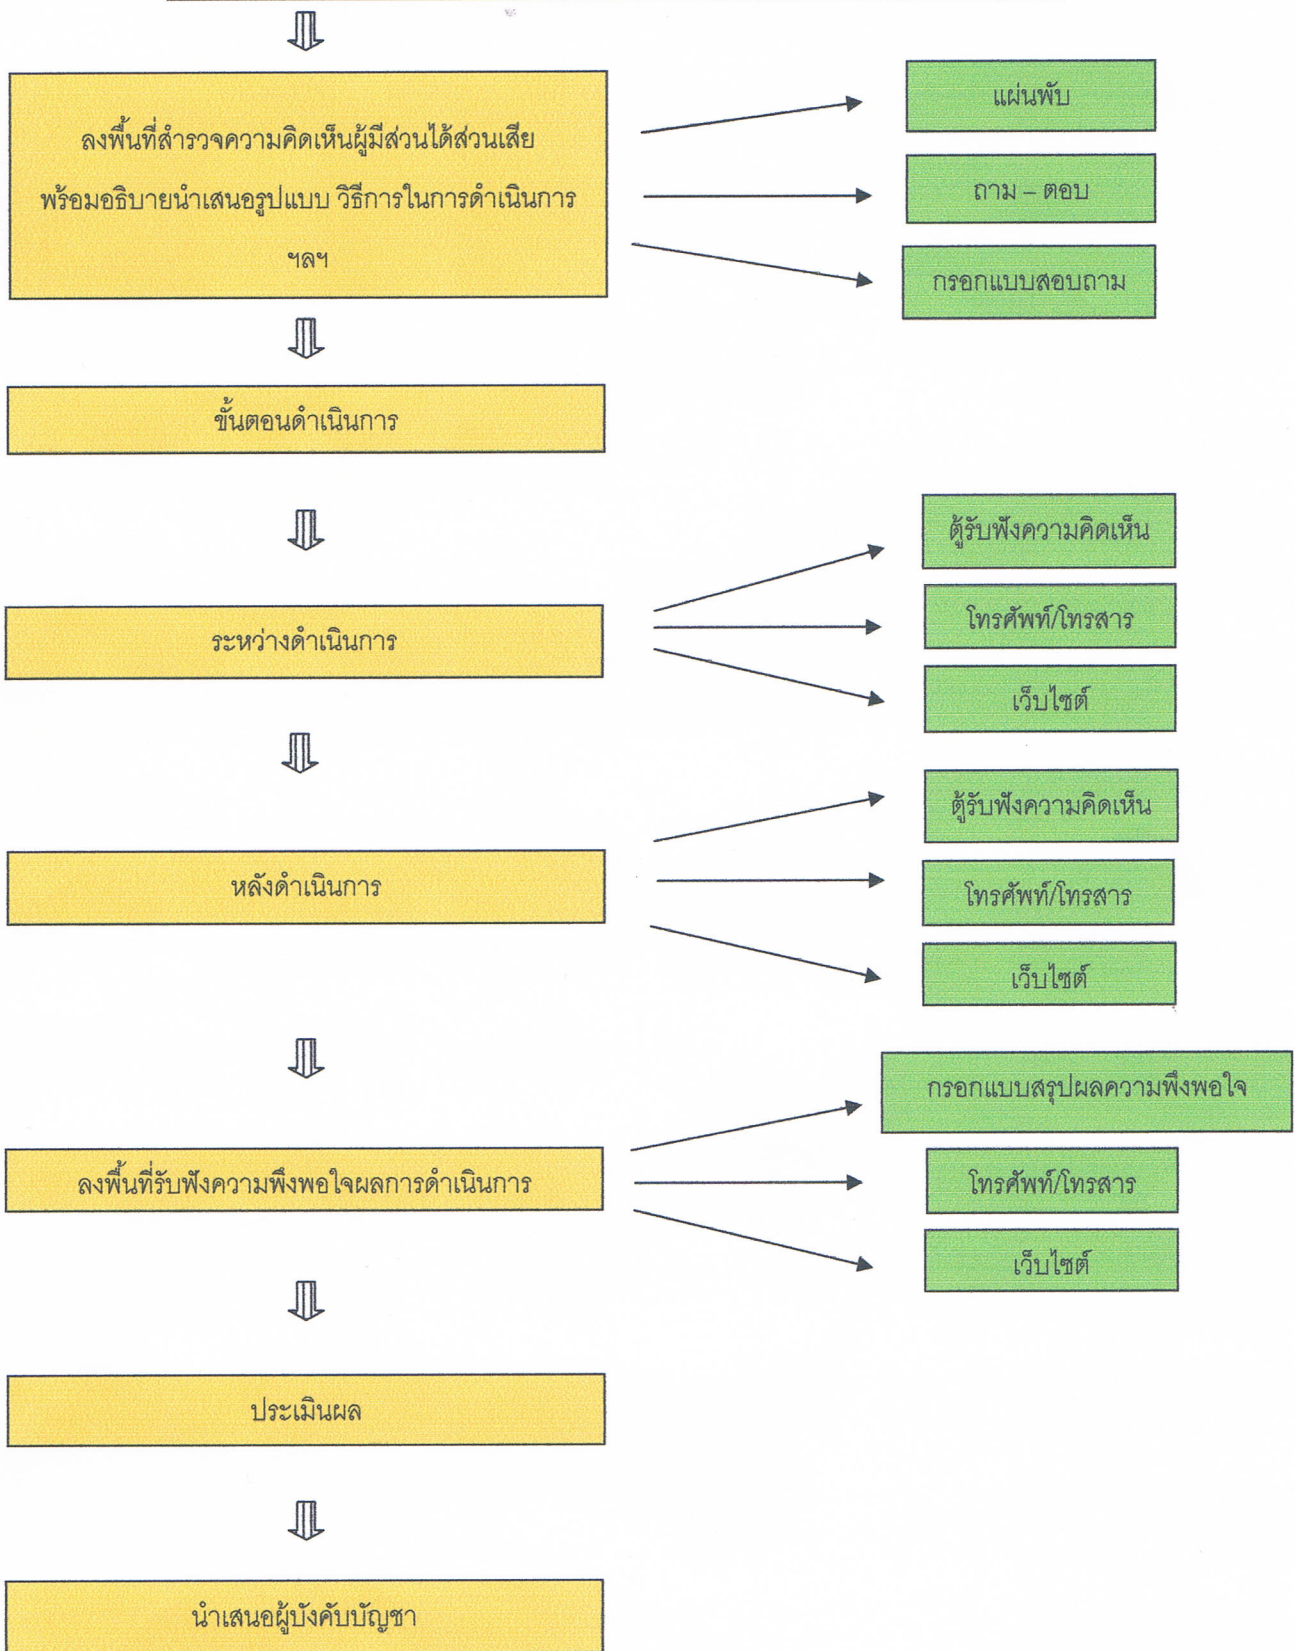 ลงพื้นที่สำรวจความคิดเห็นผู้มีส่วนได้ส่วนเสีย
พร้อมอธิบายนำเสนอรูปแบบ วิธีการในการดำเนินการ
ฯลฯ
แผ่นพับ
ถาม – ตอบ
กรอกแบบสอบถาม
ขั้นตอนดำเนินการ
ระหว่างดำเนินการ
ตู้รับฟังความคิดเห็น
โทรศัพท์/โทรสาร
เว็บไซต์
หลังดำเนินการ
ตู้รับฟังความคิดเห็น
โทรศัพท์/โทรสาร
เว็บไซต์
ลงพื้นที่รับฟังความพึงพอใจผลการดำเนินการ
กรอกแบบสรุปผลความพึงพอใจ
โทรศัพท์/โทรสาร
เว็บไซต์
ประเมินผล
นำเสนอผู้บังคับบัญชา